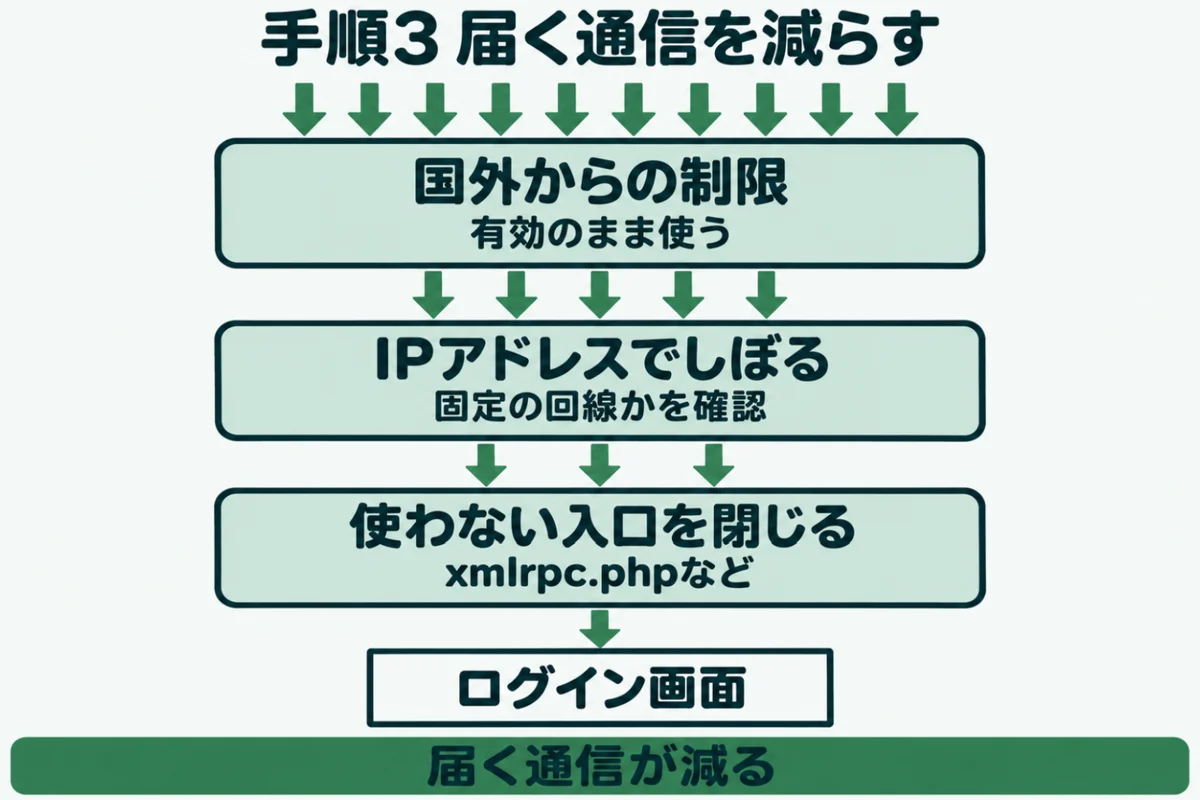 手順3 届く通信を減らす
国外からの制限
有効のまま使う
IPアドレスでしぼる
固定の回線かを確認
使わない入口を閉じる
xmlrpc.phpなど
ログイン画面
届く通信が減る